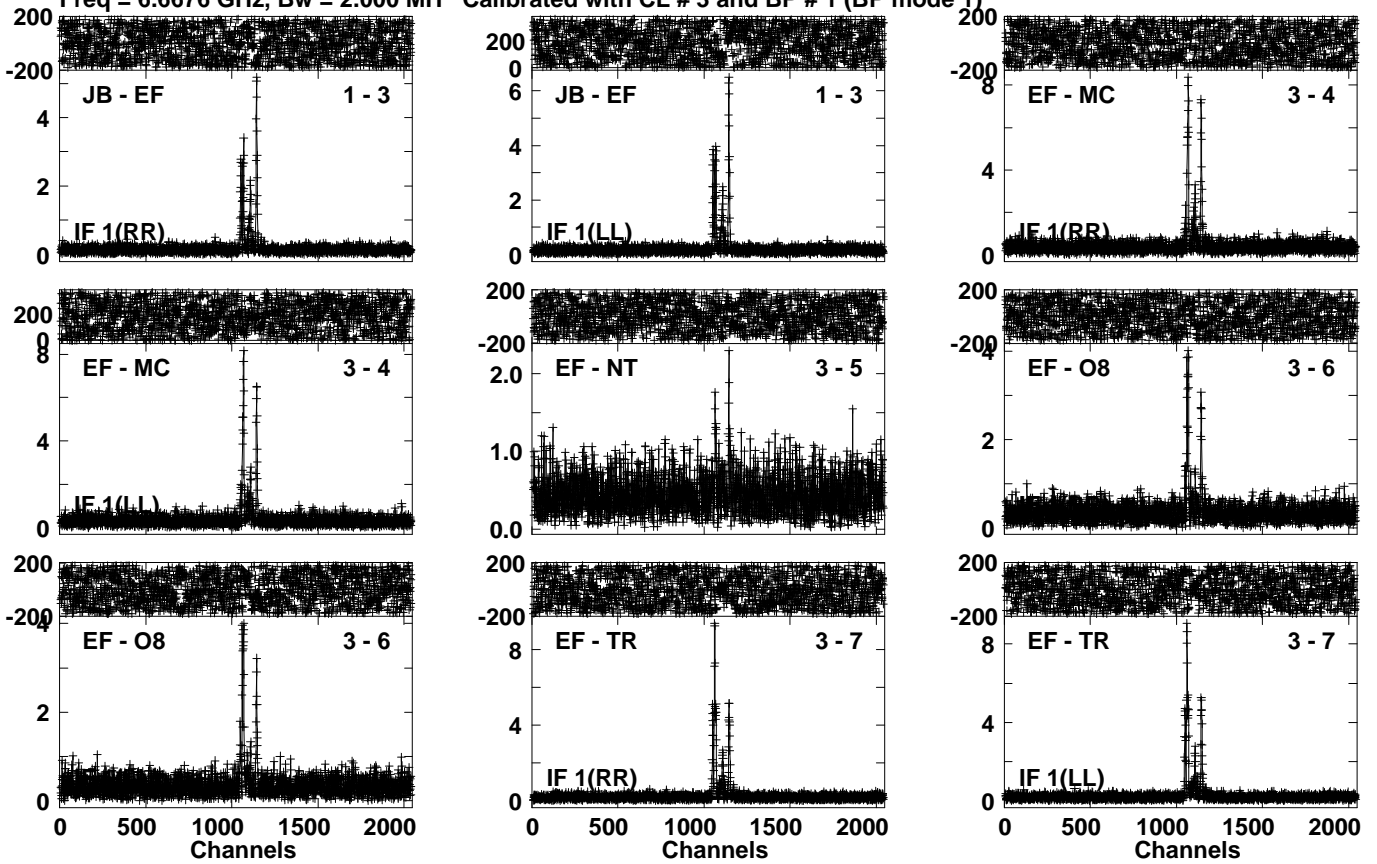 Freq = 6.6676 GHz, Bw = 2.000 MH Calibrated with CL # 3 and BP # 1 (BP mode 1)
200
-200
JB - EF 1 - 3
4
2
0
IF 1(RR)
200
0
JB - EF 1 - 3
6
4
2
0
IF 1(LL)
200
-200
EF - MC 3 - 4
8
4
0
IF 1(RR)
200
0
EF - MC 3 - 4
8
4
0
IF 1(LL)
200
-200
EF - NT 3 - 5
2.0
1.0
0.0
200
-200
EF - O8 3 - 6
4
2
0
200
-200
EF - O8 3 - 6
4
2
0
0 500 1000 1500 2000
Channels
200
-200
EF - TR 3 - 7
8
4
0
IF 1(RR)
0 500 1000 1500 2000
Channels
200
-200
EF - TR 3 - 7
8
4
0
IF 1(LL)
0 500 1000 1500 2000
Channels